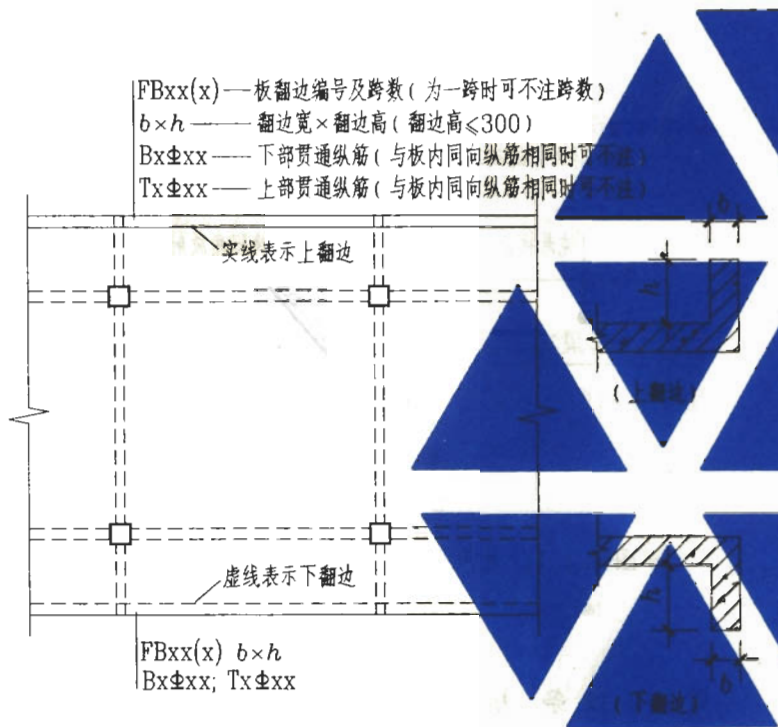 FBxx(x)—板翻边编号及跨数(为一跨时可不注跨数)
b×h——翻边宽×翻边高(翻边高≤300)
BxΦxx——下部贯通纵筋(与板内同向纵筋相同时可不注)
TxΦxx——上部贯通纵筋(与板内同向纵筋相同时可不注)
实线表示上翻边
b
h
(上翻边)
虚线表示下翻边
h
b
(下翻边)
FBxx(x) b×h
BxΦxx; TxΦxx